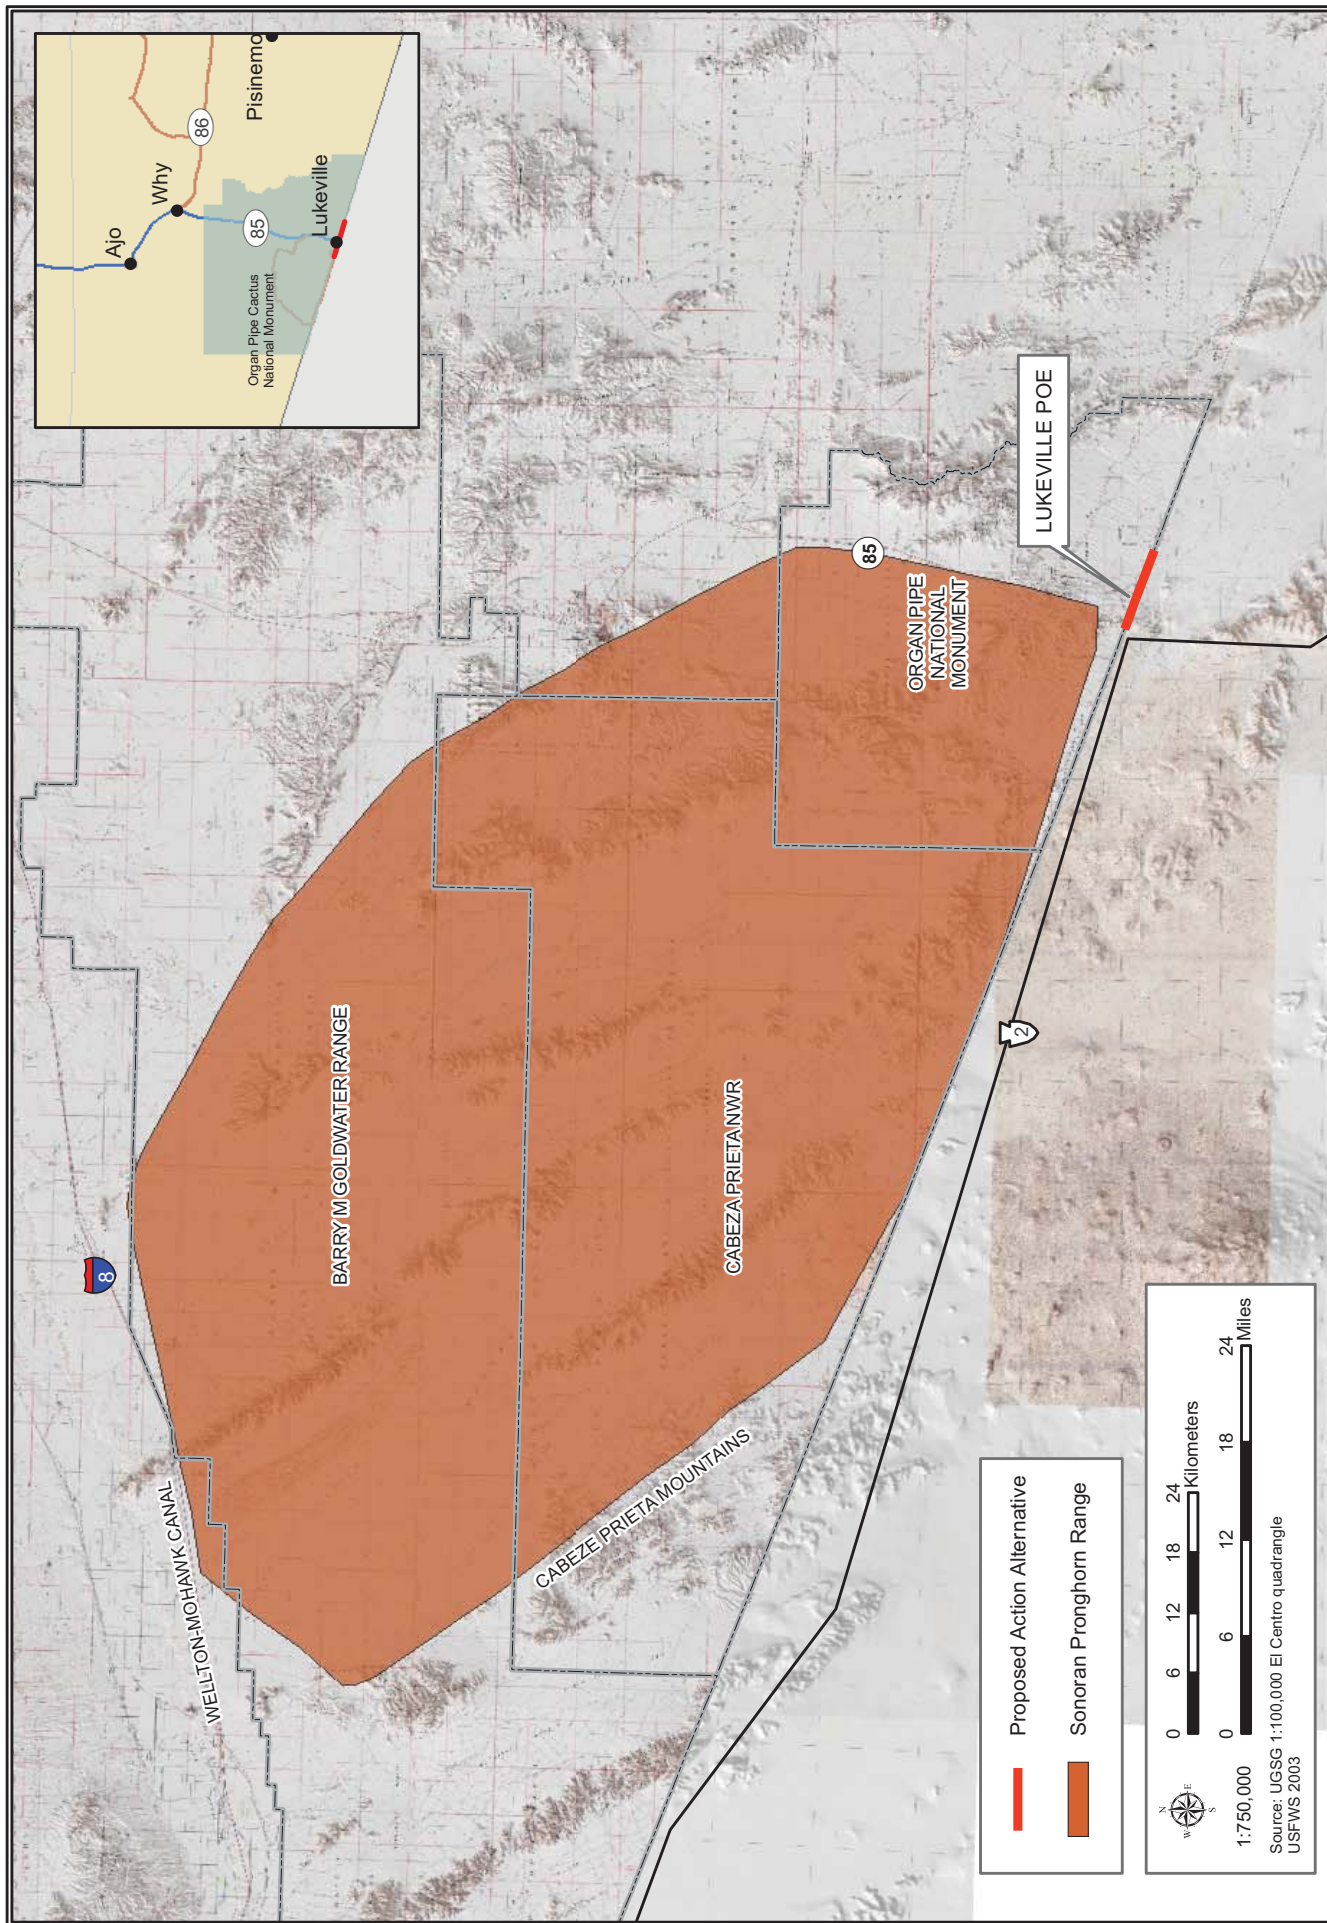 Pisinemo
86
Why
Ajo
85
Lukeville
Organ Pipe Cactus
National Monument
LUKEVILLE POE
85
ORGAN PIPE
NATIONAL
MONUMENT
BARRY M GOLDWATER RANGE
CABEZA PRIETA NWR
8
2
WELLTON-MOHAWK CANAL
CABEZE PRIETA MOUNTAINS
Proposed Action Alternative
Sonoran Pronghorn Range
N
W
E
S
0 6 12 18 24
Kilometers
0 6 12 18 24
Miles
1:750,000
Source: UGSG 1:100,000 El Centro quadrangle
USFWS 2003